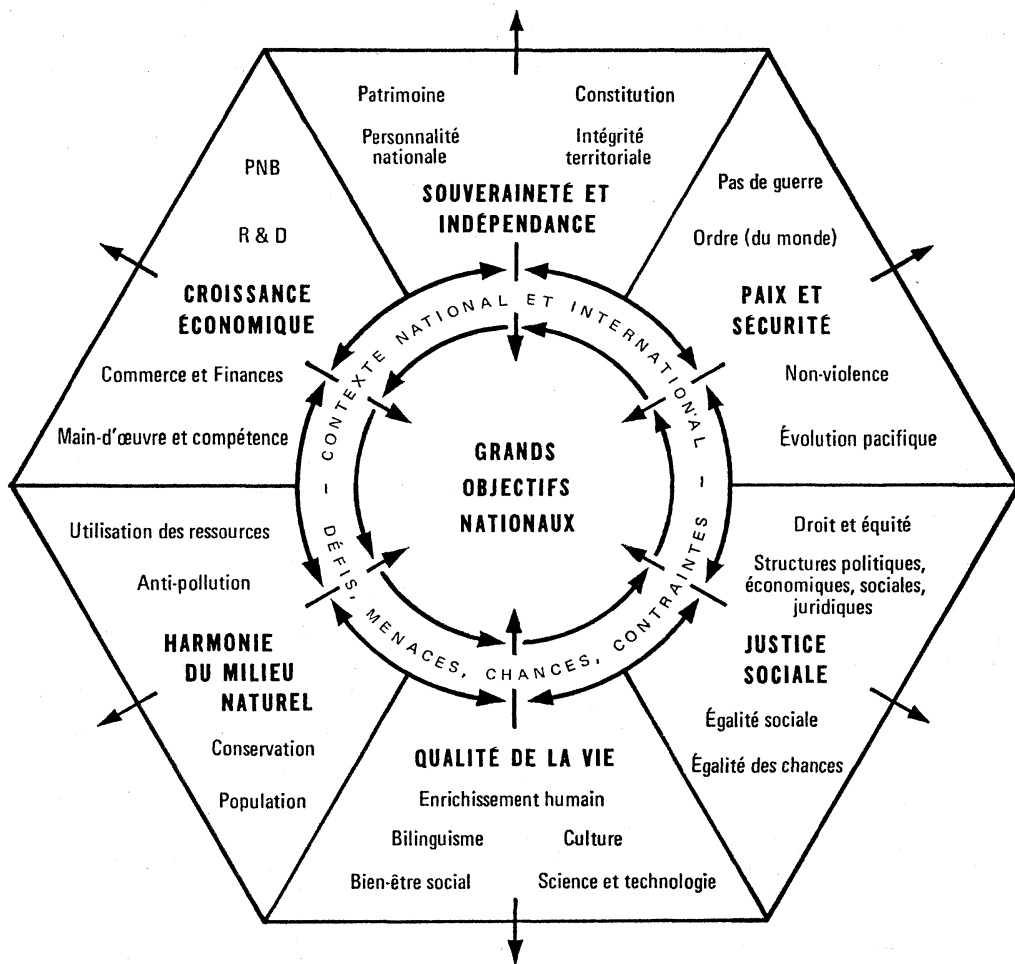 Patrimoine
Constitution
Personnalité
nationale
Intégrité
territoriale
SOUVERAINETÉ ET
INDÉPENDANCE
PNB
R & D
CROISSANCE
ÉCONOMIQUE
Commerce et Finances
Main-d'œuvre et compétence
Pas de guerre
Ordre (du monde)
PAIX ET
SÉCURITÉ
Non-violence
Évolution pacifique
– CONTEXTE NATIONAL ET INTERNATIONAL –
DÉFIS, MENACES, CHANCES, CONTRAINTES
GRANDS
OBJECTIFS
NATIONAUX
Utilisation des ressources
Anti-pollution
HARMONIE
DU MILIEU
NATUREL
Conservation
Population
Droit et équité
Structures politiques,
économiques, sociales,
juridiques
JUSTICE
SOCIALE
Égalité sociale
Égalité des chances
QUALITÉ DE LA VIE
Enrichissement humain
Bilinguisme
Culture
Bien-être social
Science et technologie